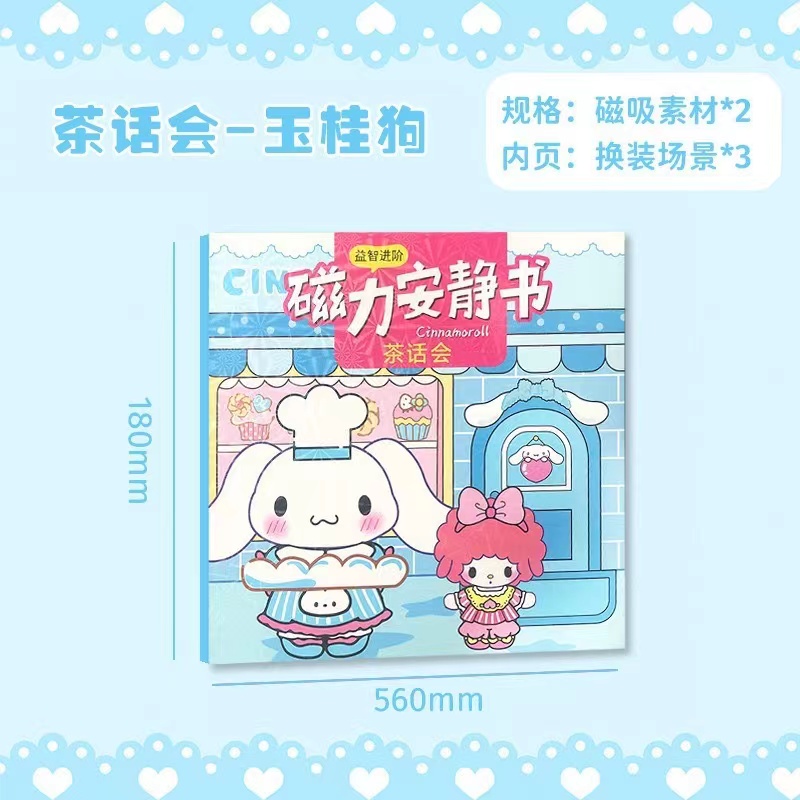 茶话会-玉桂狗
规格：磁吸素材*2
内页：换装场景*3
益智进阶
CIN
磁力安静书
Cinnamoroll
茶话会
180mm
560mm